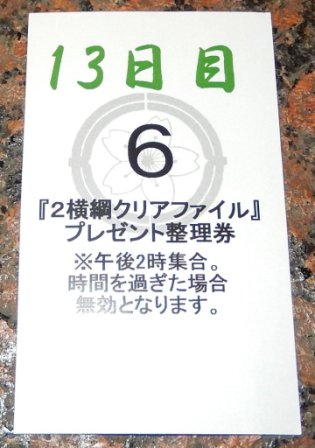 13日目
6
『2横綱クリアファイル』
プレゼント整理券
※午後2時集合。
時間を過ぎた場合
無効となります。